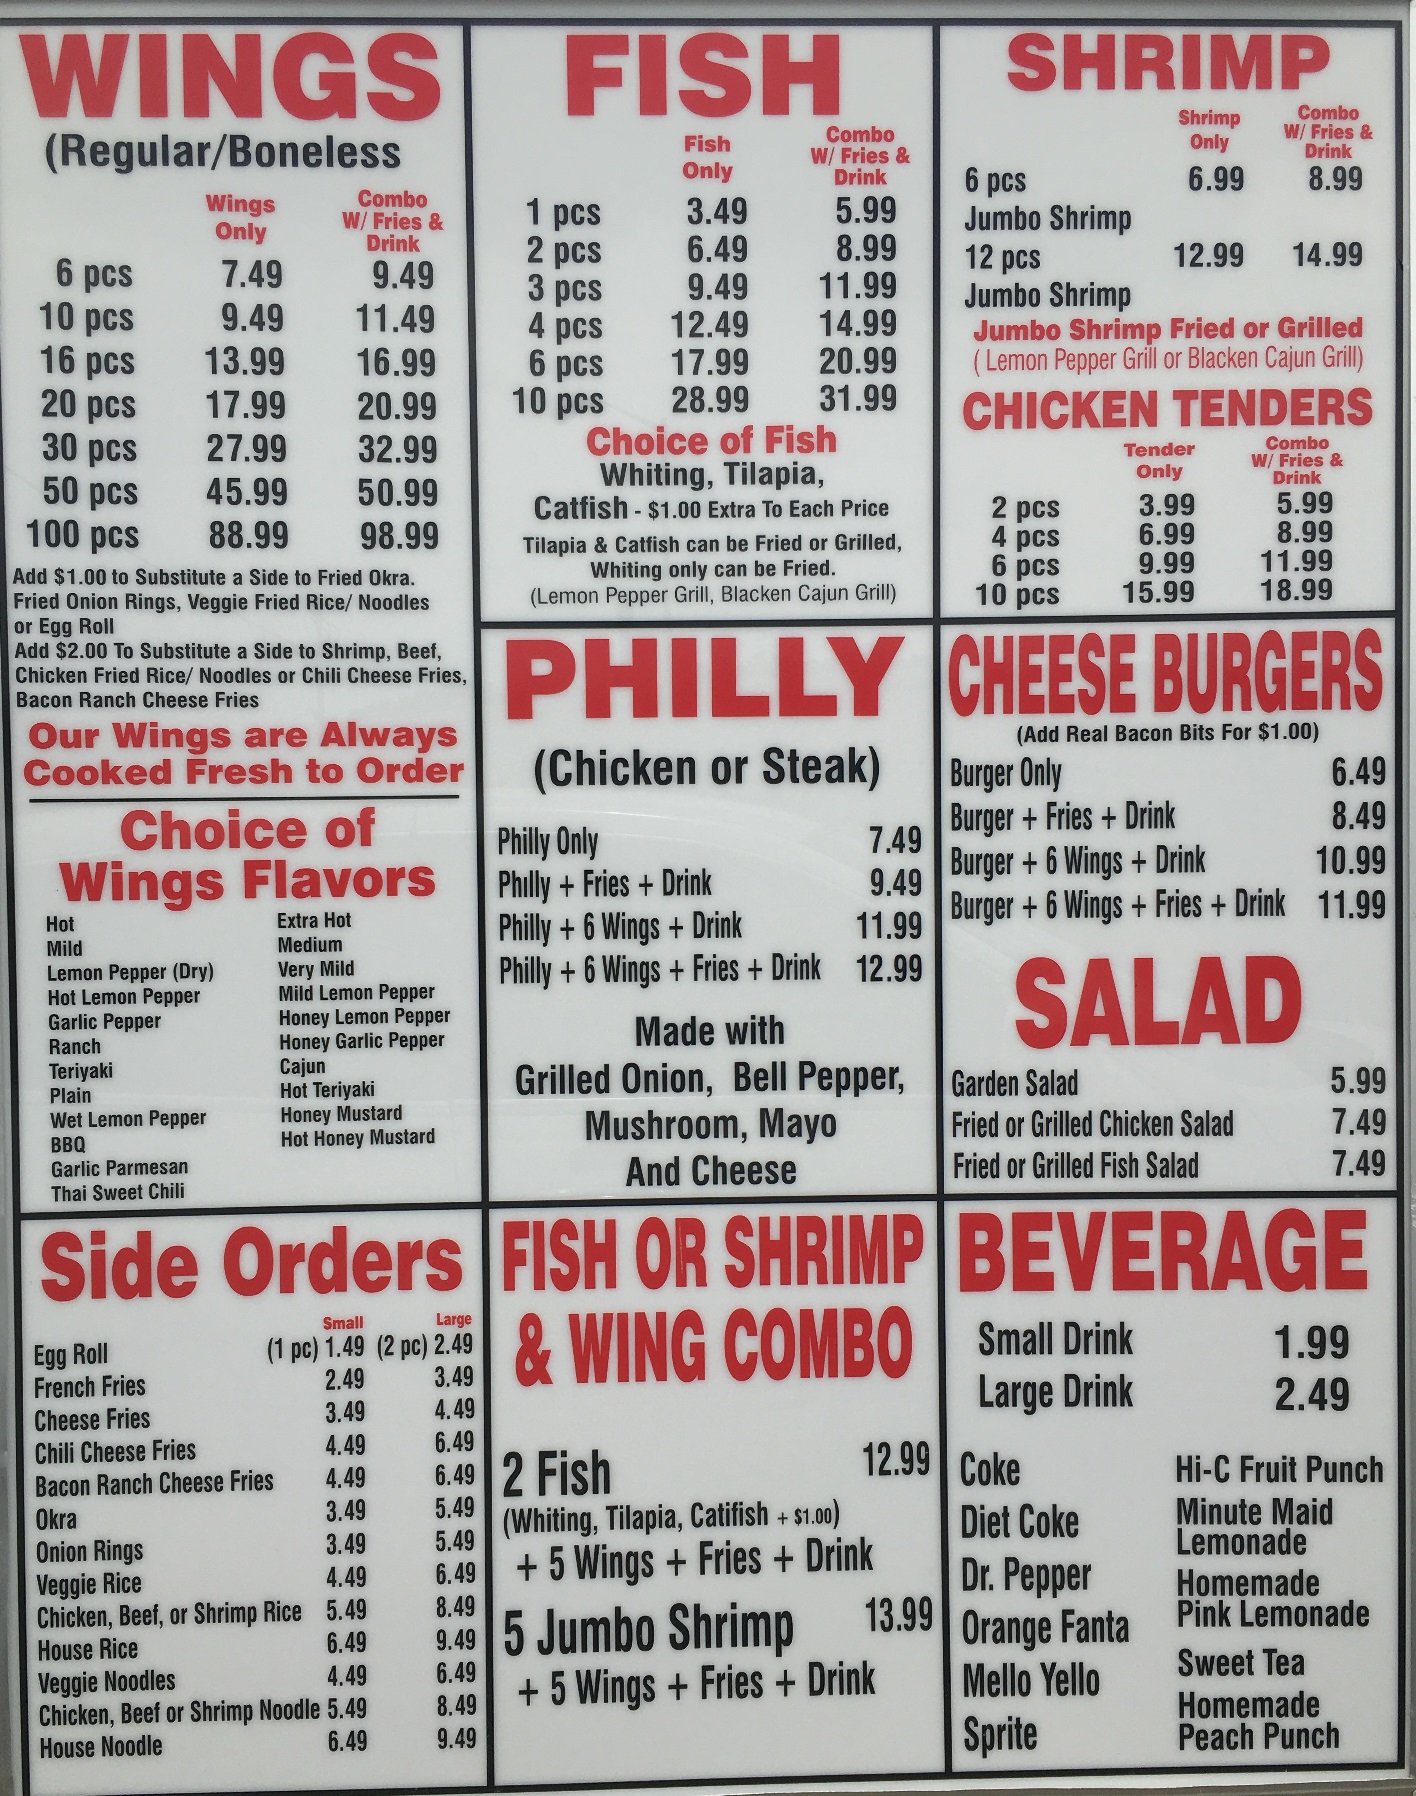 WINGS
(Regular/Boneless
Wings Only
Combo W/ Fries & Drink
6 pcs 7.49 9.49
10 pcs 9.49 11.49
16 pcs 13.99 16.99
20 pcs 17.99 20.99
30 pcs 27.99 32.99
50 pcs 45.99 50.99
100 pcs 88.99 98.99
Add $1.00 to Substitute a Side to Fried Okra.
Fried Onion Rings, Veggie Fried Rice/ Noodles
or Egg Roll
Add $2.00 To Substitute a Side to Shrimp, Beef,
Chicken Fried Rice/ Noodles or Chili Cheese Fries,
Bacon Ranch Cheese Fries
Our Wings are Always
Cooked Fresh to Order
Choice of
Wings Flavors
Hot Extra Hot
Mild Medium
Lemon Pepper (Dry) Very Mild
Hot Lemon Pepper Mild Lemon Pepper
Garlic Pepper Honey Lemon Pepper
Ranch Honey Garlic Pepper
Teriyaki Cajun
Plain Hot Teriyaki
Wet Lemon Pepper Honey Mustard
BBQ Hot Honey Mustard
Garlic Parmesan
Thai Sweet Chili
FISH
Fish Only
Combo W/ Fries & Drink
1 pcs 3.49 5.99
2 pcs 6.49 8.99
3 pcs 9.49 11.99
4 pcs 12.49 14.99
6 pcs 17.99 20.99
10 pcs 28.99 31.99
Choice of Fish
Whiting, Tilapia,
Catfish - $1.00 Extra To Each Price
Tilapia & Catfish can be Fried or Grilled,
Whiting only can be Fried.
(Lemon Pepper Grill, Blacken Cajun Grill)
SHRIMP
Shrimp Only
Combo W/ Fries & Drink
6 pcs 6.99 8.99
Jumbo Shrimp
12 pcs 12.99 14.99
Jumbo Shrimp
Jumbo Shrimp Fried or Grilled
( Lemon Pepper Grill or Blacken Cajun Grill)
CHICKEN TENDERS
Tender Only
Combo W/ Fries & Drink
2 pcs 3.99 5.99
4 pcs 6.99 8.99
6 pcs 9.99 11.99
10 pcs 15.99 18.99
PHILLY
(Chicken or Steak)
Philly Only 7.49
Philly + Fries + Drink 9.49
Philly + 6 Wings + Drink 11.99
Philly + 6 Wings + Fries + Drink 12.99
Made with
Grilled Onion, Bell Pepper,
Mushroom, Mayo
And Cheese
CHEESE BURGERS
(Add Real Bacon Bits For $1.00)
Burger Only 6.49
Burger + Fries + Drink 8.49
Burger + 6 Wings + Drink 10.99
Burger + 6 Wings + Fries + Drink 11.99
SALAD
Garden Salad 5.99
Fried or Grilled Chicken Salad 7.49
Fried or Grilled Fish Salad 7.49
Side Orders
Small Large
Egg Roll (1 pc) 1.49 (2 pc) 2.49
French Fries 2.49 3.49
Cheese Fries 3.49 4.49
Chili Cheese Fries 4.49 6.49
Bacon Ranch Cheese Fries 4.49 6.49
Okra 3.49 5.49
Onion Rings 3.49 5.49
Veggie Rice 4.49 6.49
Chicken, Beef, or Shrimp Rice 5.49 8.49
House Rice 6.49 9.49
Veggie Noodles 4.49 6.49
Chicken, Beef or Shrimp Noodle 5.49 8.49
House Noodle 6.49 9.49
FISH OR SHRIMP
& WING COMBO
2 Fish 12.99
(Whiting, Tilapia, Catifish + $1.00)
+ 5 Wings + Fries + Drink
5 Jumbo Shrimp 13.99
+ 5 Wings + Fries + Drink
BEVERAGE
Small Drink 1.99
Large Drink 2.49
Coke
Diet Coke
Dr. Pepper
Orange Fanta
Mello Yello
Sprite
Hi-C Fruit Punch
Minute Maid
Lemonade
Homemade
Pink Lemonade
Sweet Tea
Homemade
Peach Punch